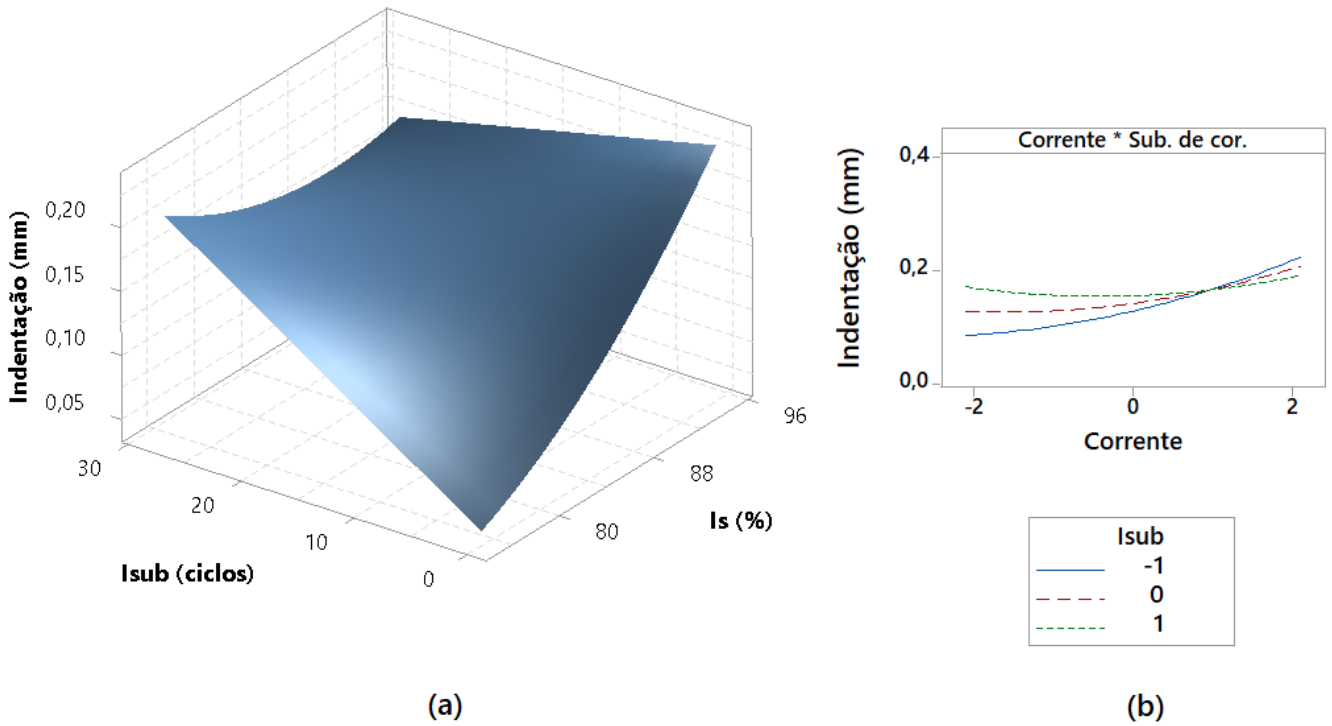 Indentação (mm)
0,20
0,15
0,10
0,05
30
20
10
0
Isub (ciclos)
80
88
96
Is (%)
(a)
Corrente * Sub. de cor.
Indentação (mm)
0,4
0,2
0,0
-2 0 2
Corrente
Isub
-1
0
1
(b)